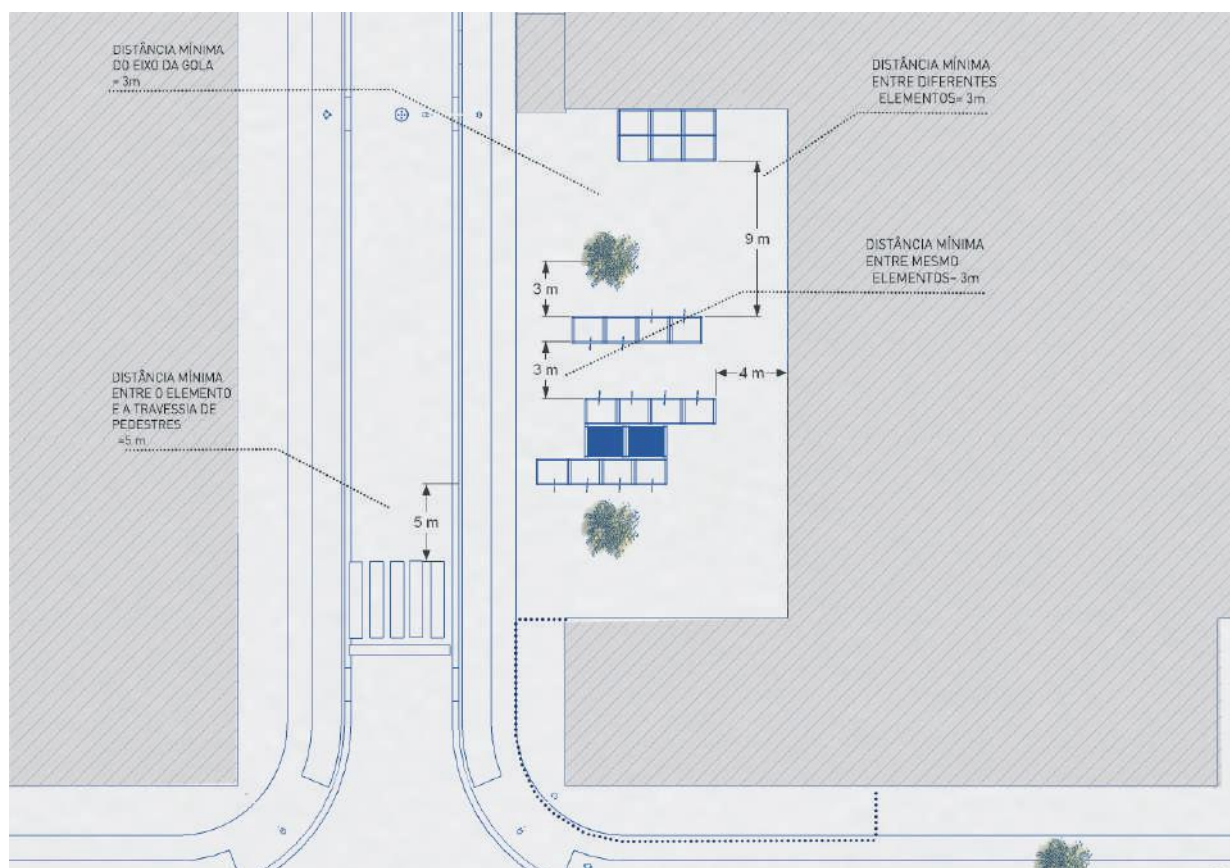 DISTÂNCIA MÍNIMA
DO EIXO DA GOLA
= 3m
DISTÂNCIA MÍNIMA
ENTRE DIFERENTES
ELEMENTOS= 3m
9 m
DISTÂNCIA MÍNIMA
ENTRE MESMO
ELEMENTOS= 3m
3 m
3 m
4 m
DISTÂNCIA MÍNIMA
ENTRE O ELEMENTO
E A TRAVESSIA DE
PEDESTRES
=5 m
5 m